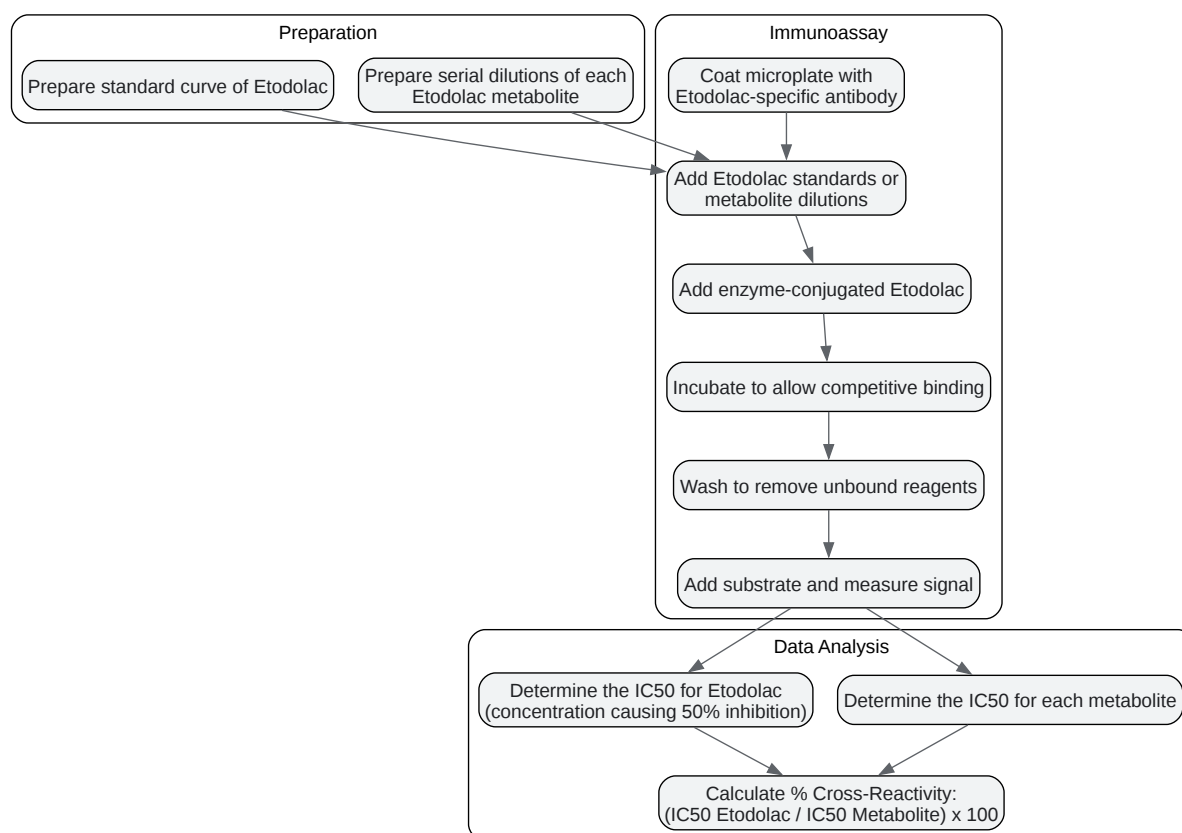 Preparation
Prepare standard curve of Etodolac
Prepare serial dilutions of each
Etodolac metabolite
Immunoassay
Coat microplate with
Etodolac-specific antibody
Add Etodolac standards or
metabolite dilutions
Add enzyme-conjugated Etodolac
Incubate to allow competitive binding
Wash to remove unbound reagents
Add substrate and measure signal
Data Analysis
Determine the IC50 for Etodolac
(concentration causing 50% inhibition)
Determine the IC50 for each metabolite
Calculate % Cross-Reactivity:
(IC50 Etodolac / IC50 Metabolite) x 100